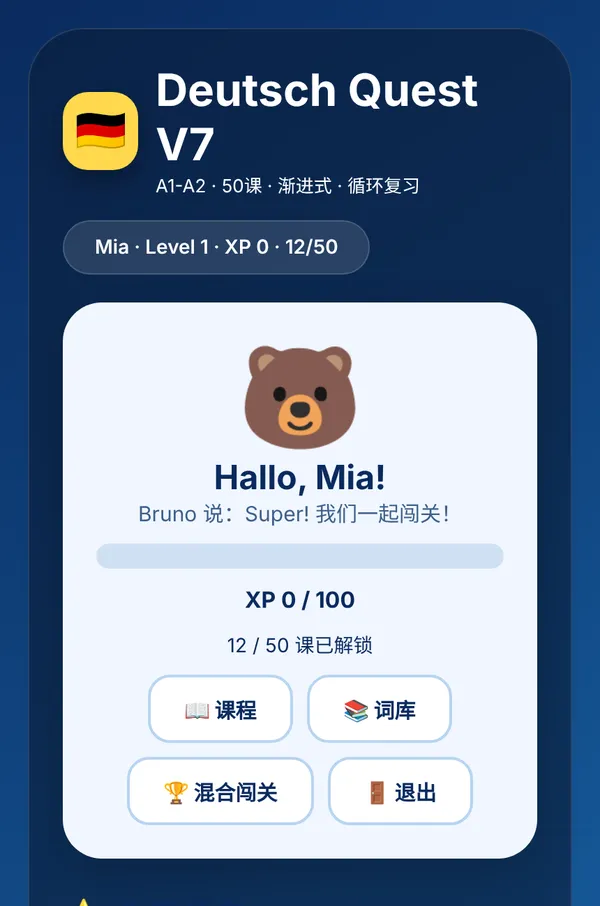 Deutsch Quest
V7
A1-A2 · 50课 · 渐进式 · 循环复习
Mia · Level 1 · XP 0 · 12/50
Hallo, Mia!
Bruno 说：Super! 我们一起闯关！
XP 0 / 100
12 / 50 课已解锁
课程
词库
混合闯关
退出